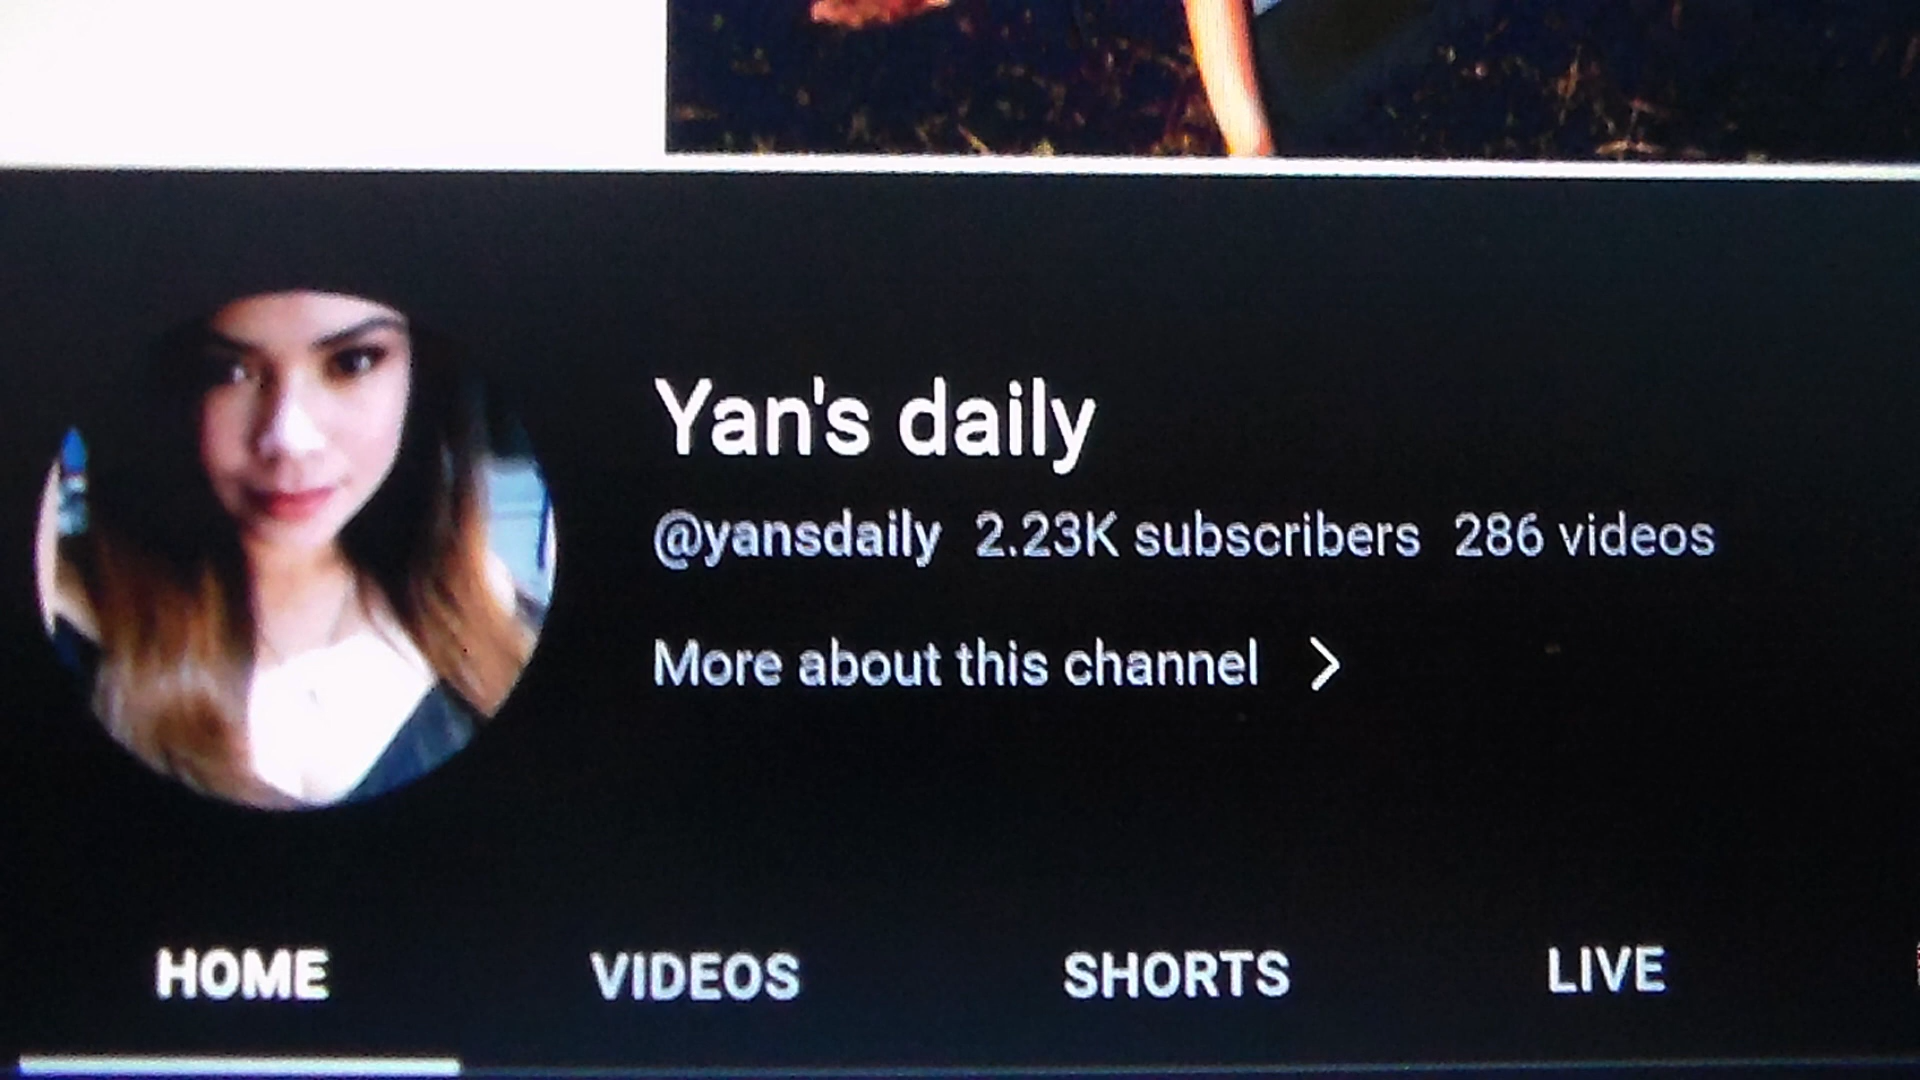 Yan's daily
@yansdaily 2.23K subscribers 286 videos
More about this channel
HOME VIDEOS SHORTS LIVE